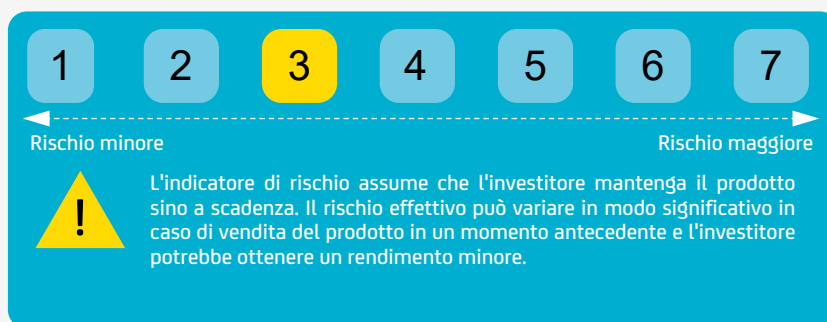 1 2 3 4 5 6 7
Rischio minore Rischio maggiore
! L'indicatore di rischio assume che l'investitore mantenga il prodotto
sino a scadenza. Il rischio effettivo può variare in modo significativo in
caso di vendita del prodotto in un momento antecedente e l'investitore
potrebbe ottenere un rendimento minore.